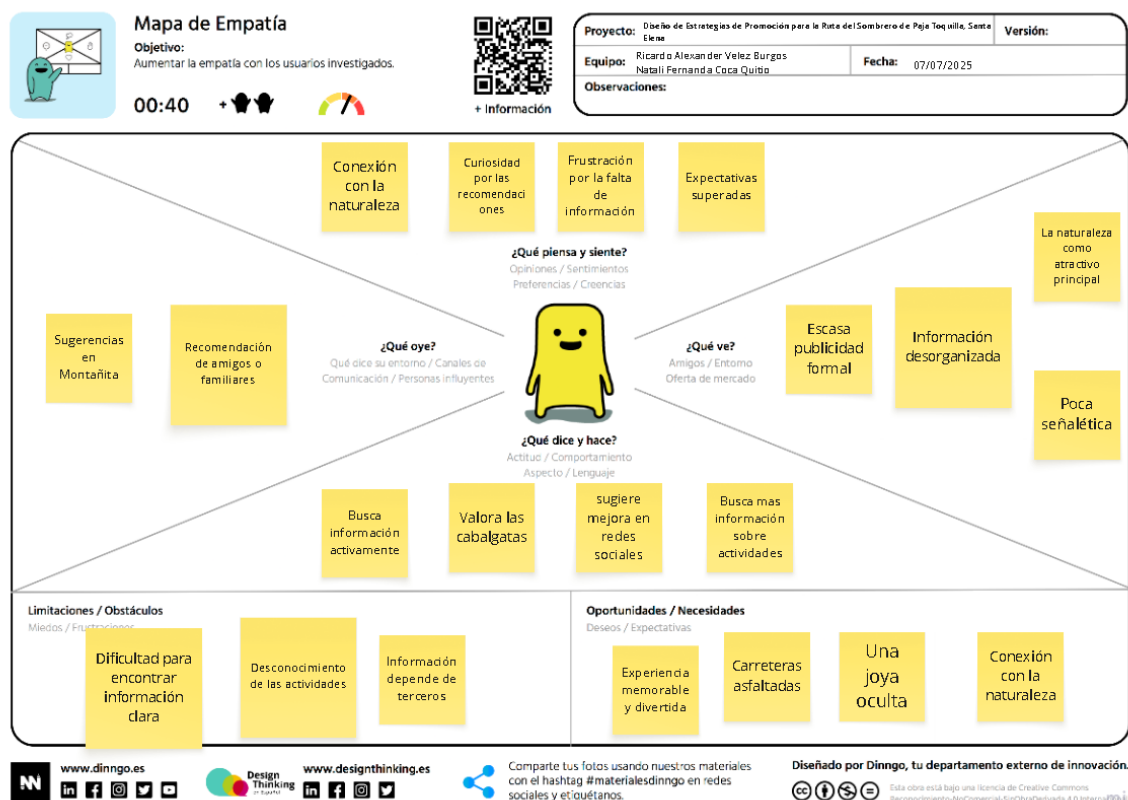 Mapa de Empatía
Objetivo:
Aumentar la empatía con los usuarios investigados.
00:40
+
+ Información
Proyecto: Diseño de Estrategias de Promoción para la Ruta del Sombrero de Paja Toquilla, Santa
Elena
Versión:
Equipo: Ricardo Alexander Velez Burgos
Natali Fernanda Coca Quitio
Fecha: 07/07/2025
Observaciones:
Conexión
con la
naturaleza
Curiosidad
por las
recomendaci
ones
Frustración
por la falta
de
información
Expectativas
superadas
¿Qué piensa y siente?
Opiniones / Sentimientos
Preferencias / Creencias
Sugerencias
en
Montañita
Recomendación
de amigos o
familiares
¿Qué oye?
Qué dice su entorno / Canales de
Comunicación / Personas influyentes
¿Qué ve?
Amigos / Entorno
Oferta de mercado
Escasa
publicidad
formal
Información
desorganizada
La naturaleza
como
atractivo
principal
Poca
señalética
¿Qué dice y hace?
Actitud / Comportamiento
Aspecto / Lenguaje
Busca
información
activamente
Valora las
cabalgatas
sugiere
mejora en
redes
sociales
Busca mas
información
sobre
actividades
Limitaciones / Obstáculos
Miedos / Frustraciones
Dificultad para
encontrar
información
clara
Desconocimiento
de las actividades
Información
depende de
terceros
Oportunidades / Necesidades
Deseos / Expectativas
Experiencia
memorable
y divertida
Carreteras
asfaltadas
Una
joya
oculta
Conexión
con la
naturaleza
www.dinngo.es
Design
Thinking
en Español
www.designthinking.es
Comparte tus fotos usando nuestros materiales
con el hashtag #materialesdinngo en redes
sociales y etiquétanos.
Diseñado por Dinngo, tu departamento externo de innovación.
Esta obra está bajo una licencia de Creative Commons